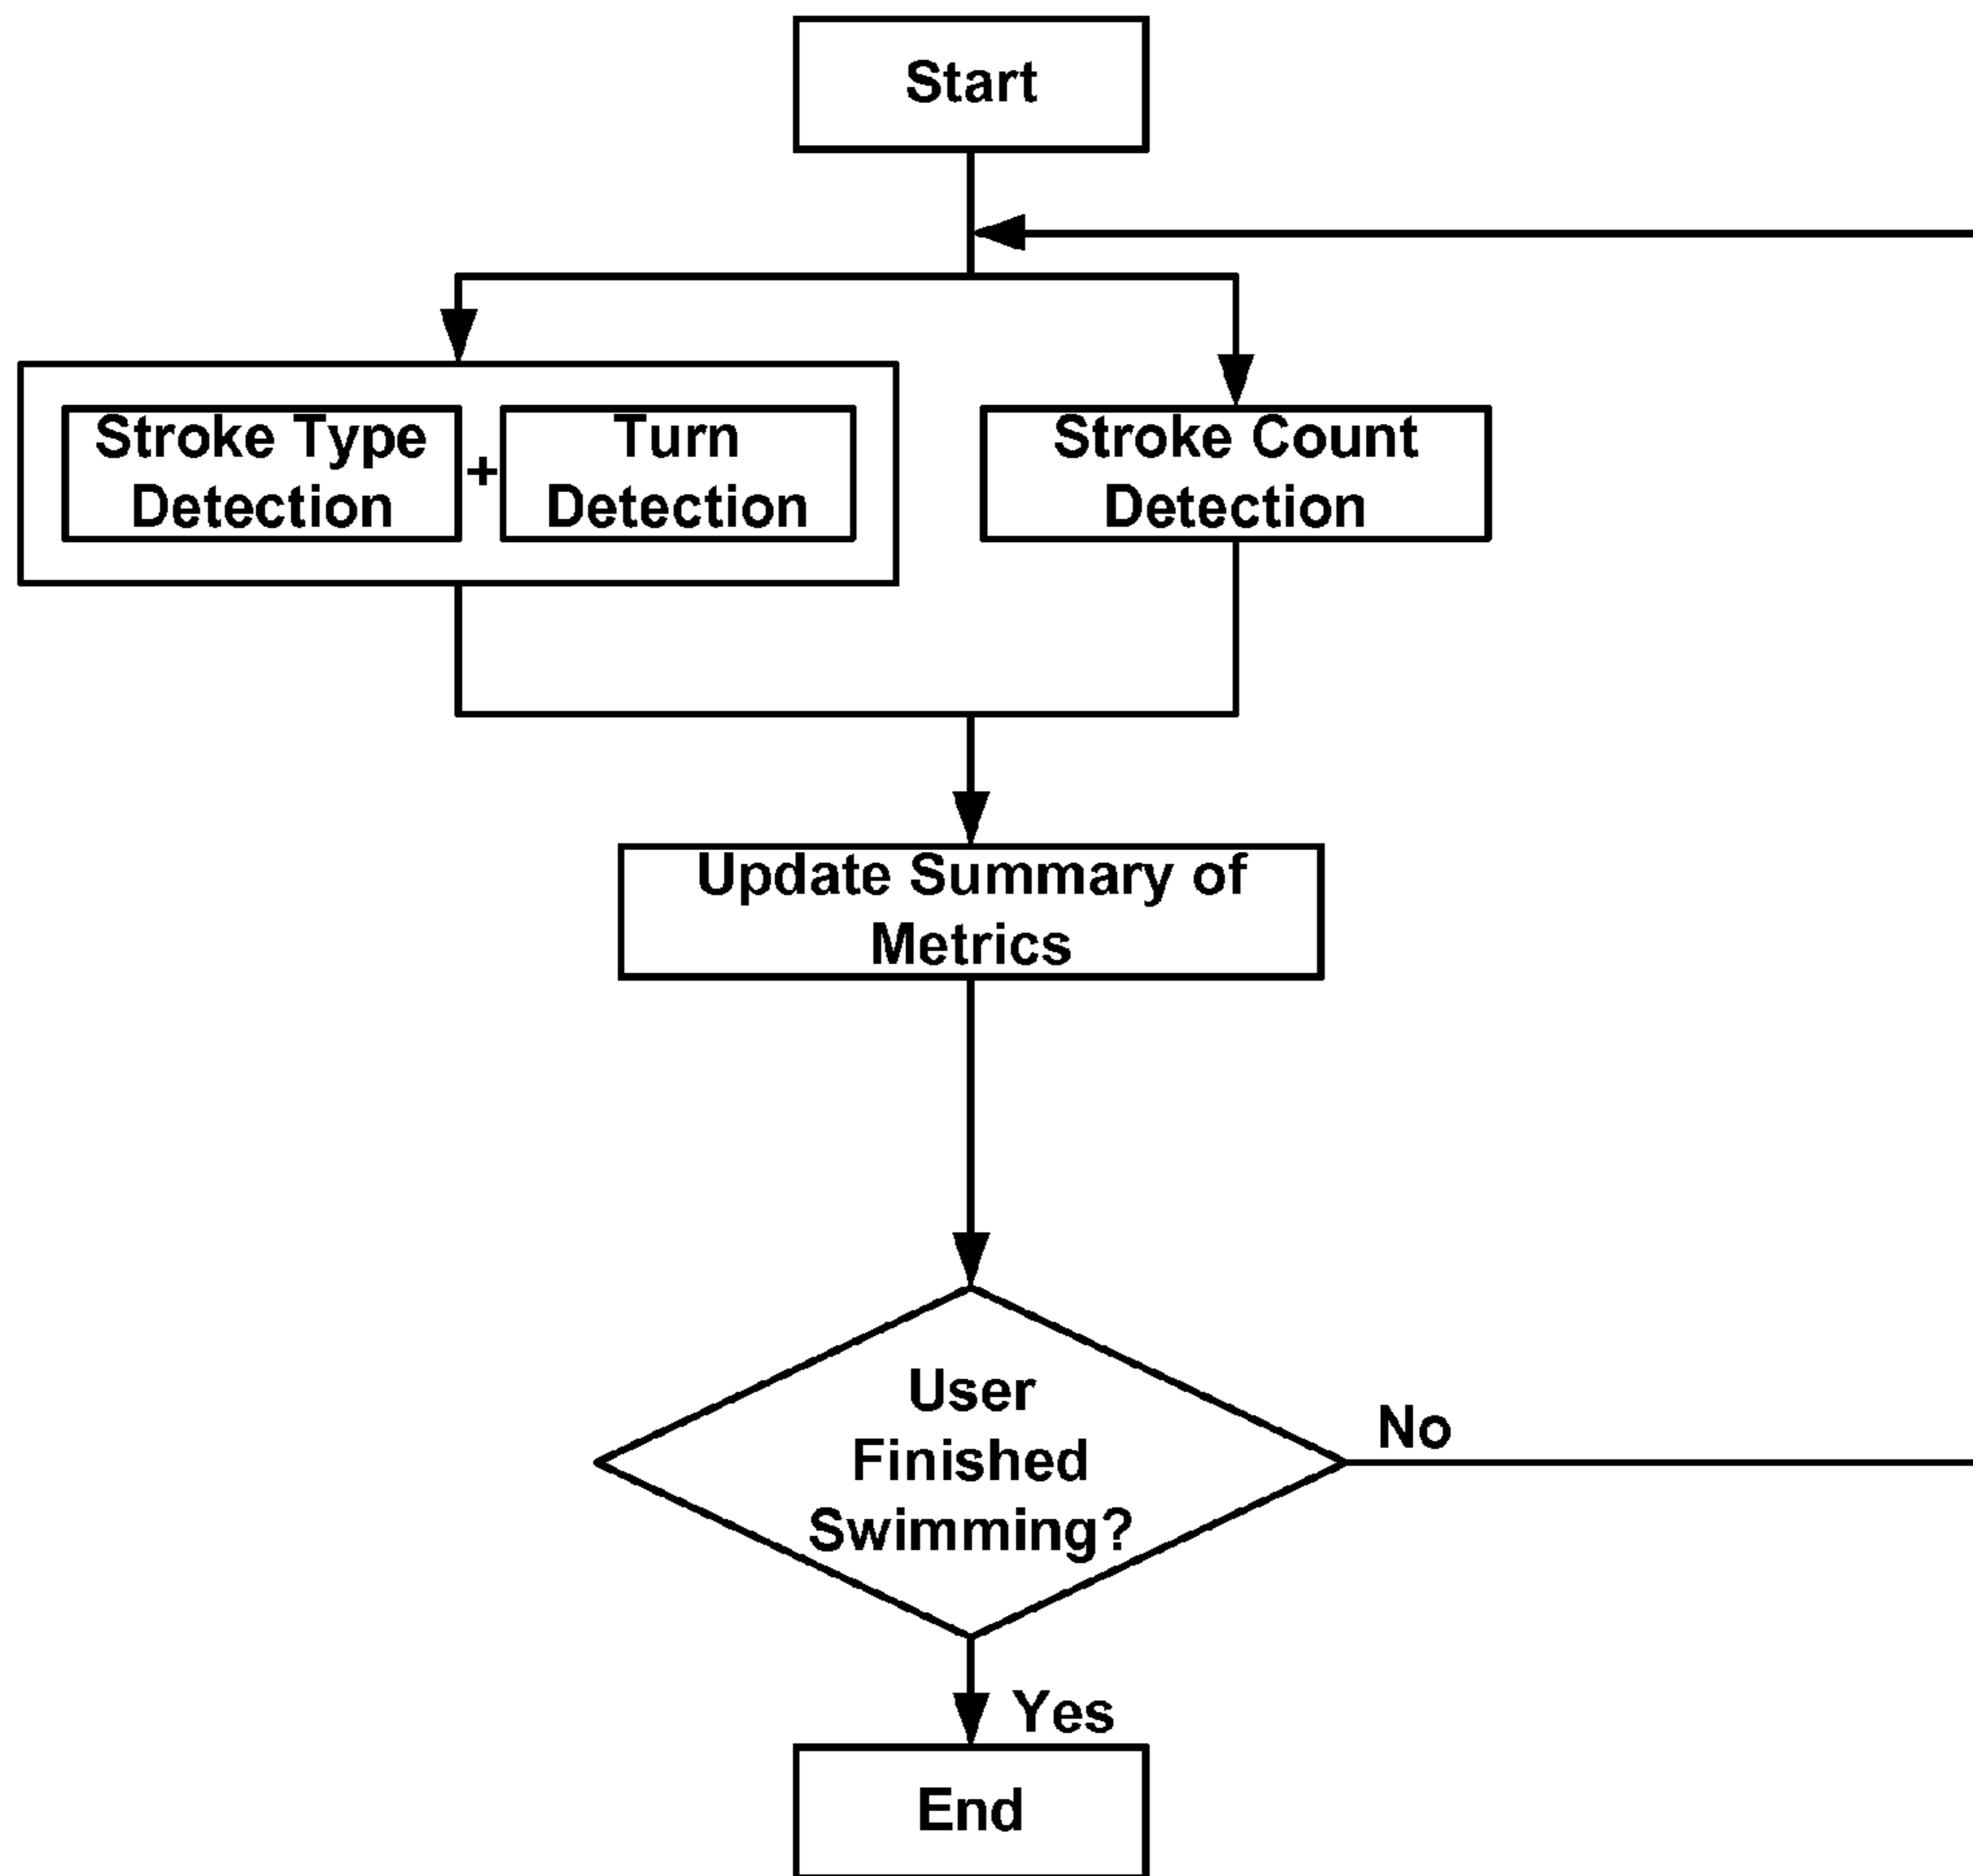 Start
Stroke Type
Detection
+
Turn
Detection
Stroke Count
Detection
Update Summary of
Metrics
User
Finished
Swimming?
No
Yes
End